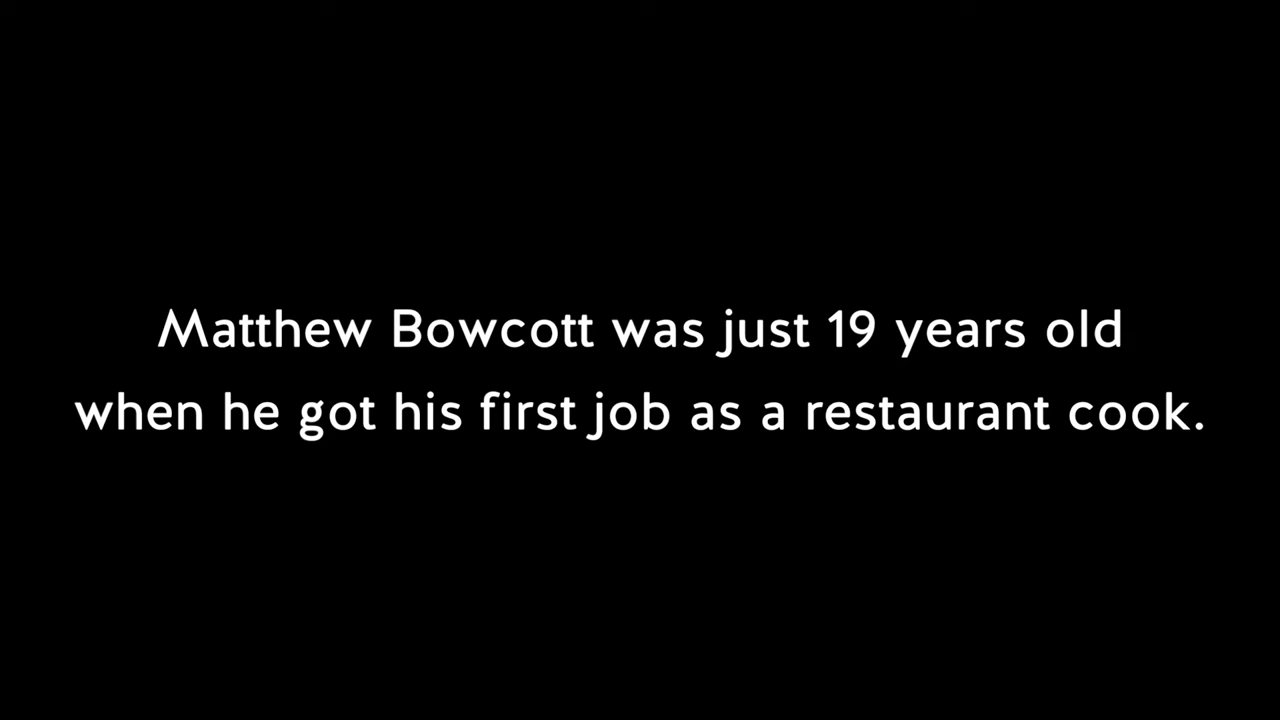 Matthew Bowcott was just 19 years old
when he got his first job as a restaurant cook.